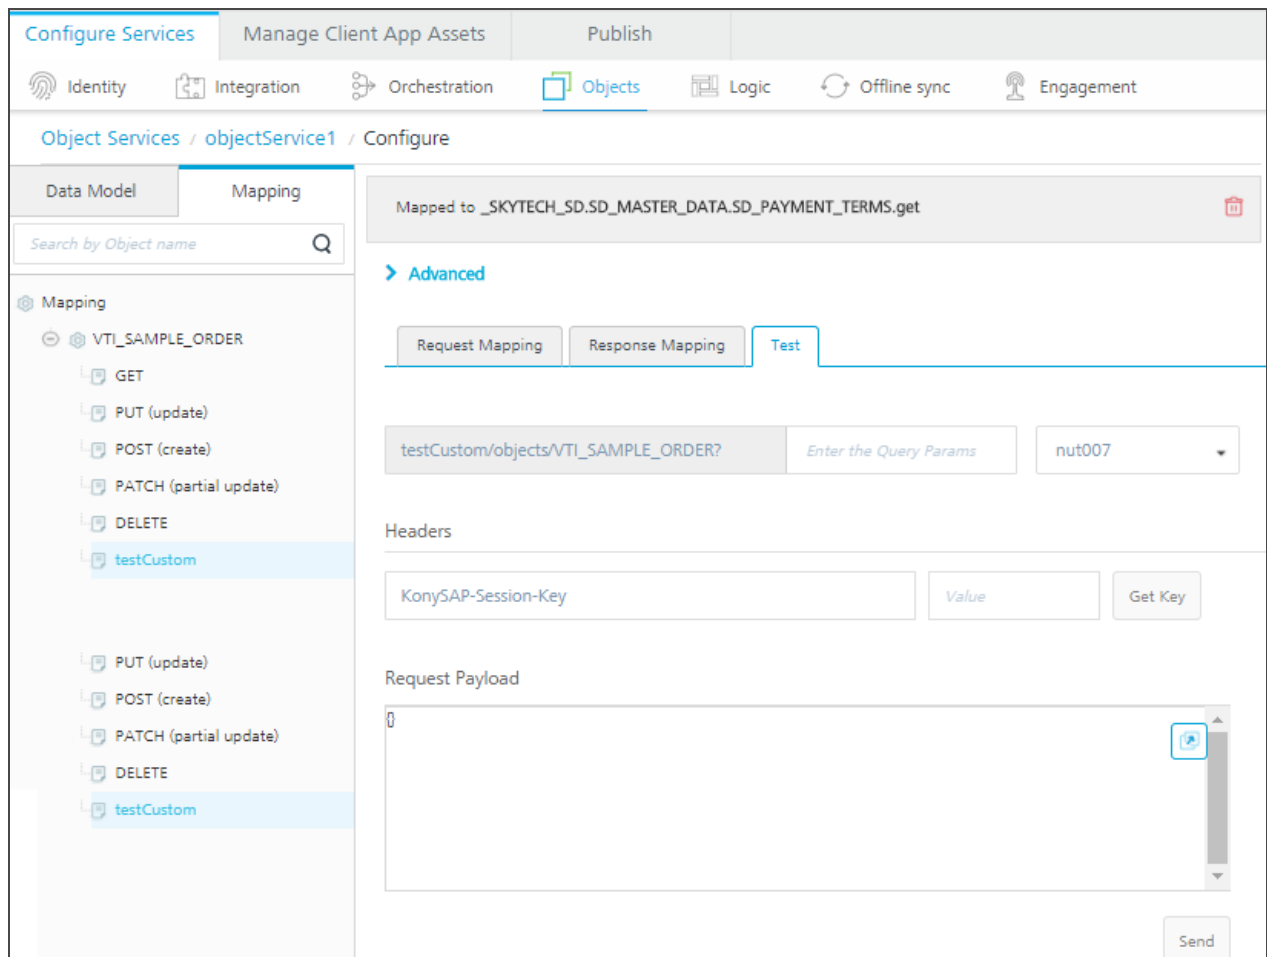 Configure Services Manage Client App Assets Publish
Identity Integration Orchestration Objects Logic Offline sync Engagement
Object Services / objectService1 / Configure
Data Model Mapping
Search by Object name
Mapping
VTI_SAMPLE_ORDER
GET
PUT (update)
POST (create)
PATCH (partial update)
DELETE
testCustom
PUT (update)
POST (create)
PATCH (partial update)
DELETE
testCustom
Mapped to _SKYTECH_SD.SD_MASTER_DATA.SD_PAYMENT_TERMS.get
Advanced
Request Mapping Response Mapping Test
testCustom/objects/VTI_SAMPLE_ORDER? Enter the Query Params nut007
Headers
KonySAP-Session-Key Value Get Key
Request Payload
{}
Send